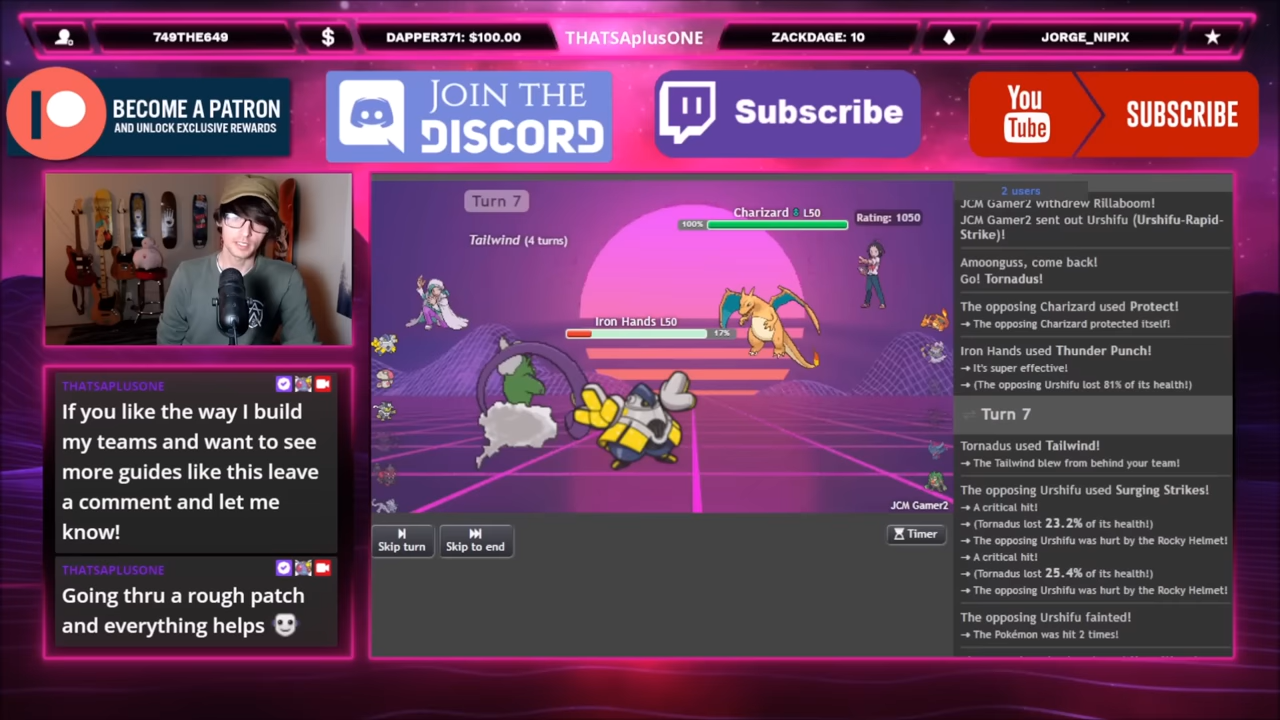 749THE649
$
DAPPER371: $100.00
THATSAplusONE
ZACKDAGE: 10
JORGE_NIPIX
BECOME A PATRON
AND UNLOCK EXCLUSIVE REWARDS
JOIN THE
DISCORD
Subscribe
You
Tube
SUBSCRIBE
THATSAPLUSONE
If you like the way I build
my teams and want to see
more guides like this leave
a comment and let me
know!
THATSAPLUSONE
Going thru a rough patch
and everything helps
Turn 7
Tailwind (4 turns)
Charizard L50
100%
Rating: 1050
Iron Hands L50
17%
JCM Gamer2
Skip turn
Skip to end
Timer
2 users
JCM Gamer2 withdrew Rillaboom!
JCM Gamer2 sent out Urshifu (Urshifu-Rapid-
Strike)!
Amoonguss, come back!
Go! Tornadus!
The opposing Charizard used Protect!
→ The opposing Charizard protected itself!
Iron Hands used Thunder Punch!
→ It's super effective!
→ (The opposing Urshifu lost 81% of its health!)
Turn 7
Tornadus used Tailwind!
→ The Tailwind blew from behind your team!
The opposing Urshifu used Surging Strikes!
→ A critical hit!
→ (Tornadus lost 23.2% of its health!)
→ The opposing Urshifu was hurt by the Rocky Helmet!
→ A critical hit!
→ (Tornadus lost 25.4% of its health!)
→ The opposing Urshifu was hurt by the Rocky Helmet!
The opposing Urshifu fainted!
→ The Pokémon was hit 2 times!